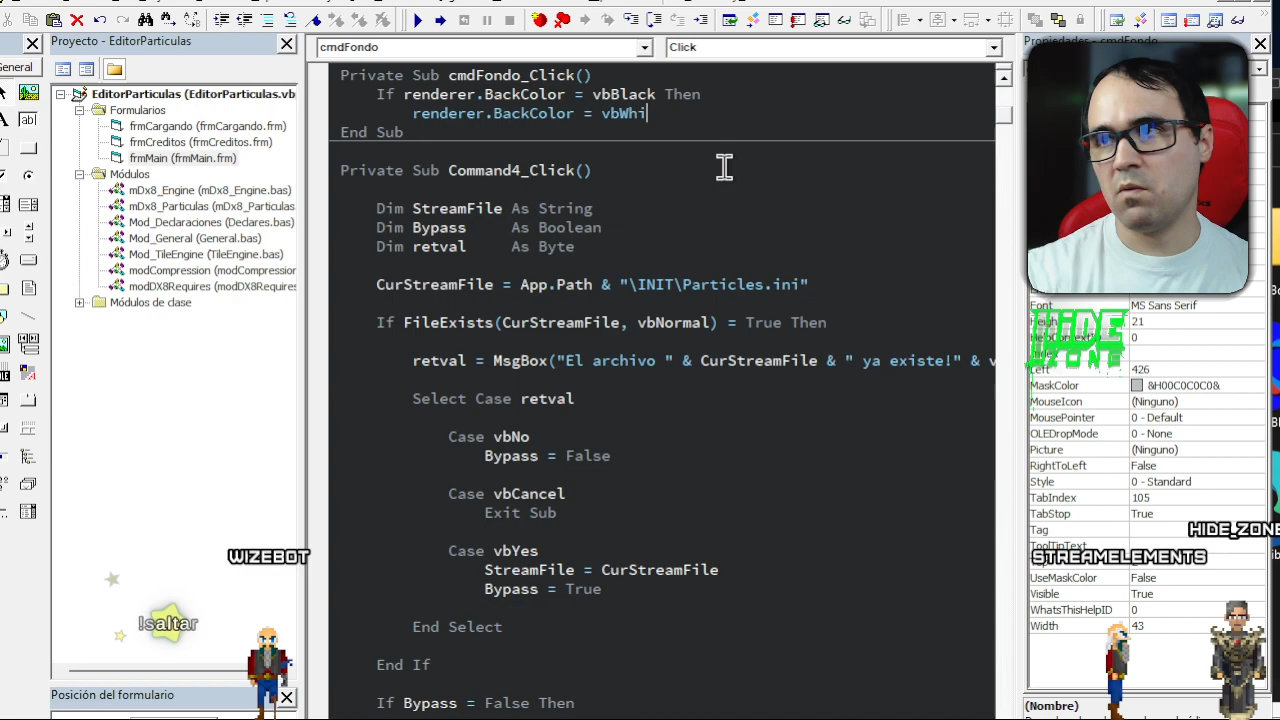 Proyecto - EditorParticulas
General
EditorParticulas (EditorParticulas.vb
Formularios
frmCargando (frmCargando.frm)
frmCreditos (frmCreditos.frm)
frmMain (frmMain.frm)
Módulos
mDx8_Engine (mDx8_Engine.bas)
mDx8_Particulas (mDx8_Particulas
Mod_Declaraciones (Declares.bas)
Mod_General (General.bas)
Mod_TileEngine (TileEngine.bas)
modCompression (modCompression
modDX8Requires (modDX8Requires
Módulos de clase
Posición del formulario
WIZEBOT
!saltar
cmdFondo
Click
Private Sub cmdFondo_Click()
If renderer.BackColor = vbBlack Then
renderer.BackColor = vbWhi
End Sub
Private Sub Command4_Click()
Dim StreamFile As String
Dim Bypass As Boolean
Dim retval As Byte
CurStreamFile = App.Path & "\INIT\Particles.ini"
If FileExists(CurStreamFile, vbNormal) = True Then
retval = MsgBox("El archivo " & CurStreamFile & " ya existe!" & v
Select Case retval
Case vbNo
Bypass = False
Case vbCancel
Exit Sub
Case vbYes
StreamFile = CurStreamFile
Bypass = True
End Select
End If
If Bypass = False Then
Font MS Sans Serif
21
0
Left 426
MaskColor &H00C0C0C0&
MouseIcon (Ninguno)
MousePointer 0 - Default
OLEDropMode 0 - None
Picture (Ninguno)
RightToLeft False
Style 0 - Standard
TabIndex 105
TabStop True
Tag
ToolTipText
UseMaskColor False
Visible True
WhatsThisHelpID 0
Width 43
(Nombre)
HIDE
ZONE
HIDE_ZONE
STREAMELEMENTS